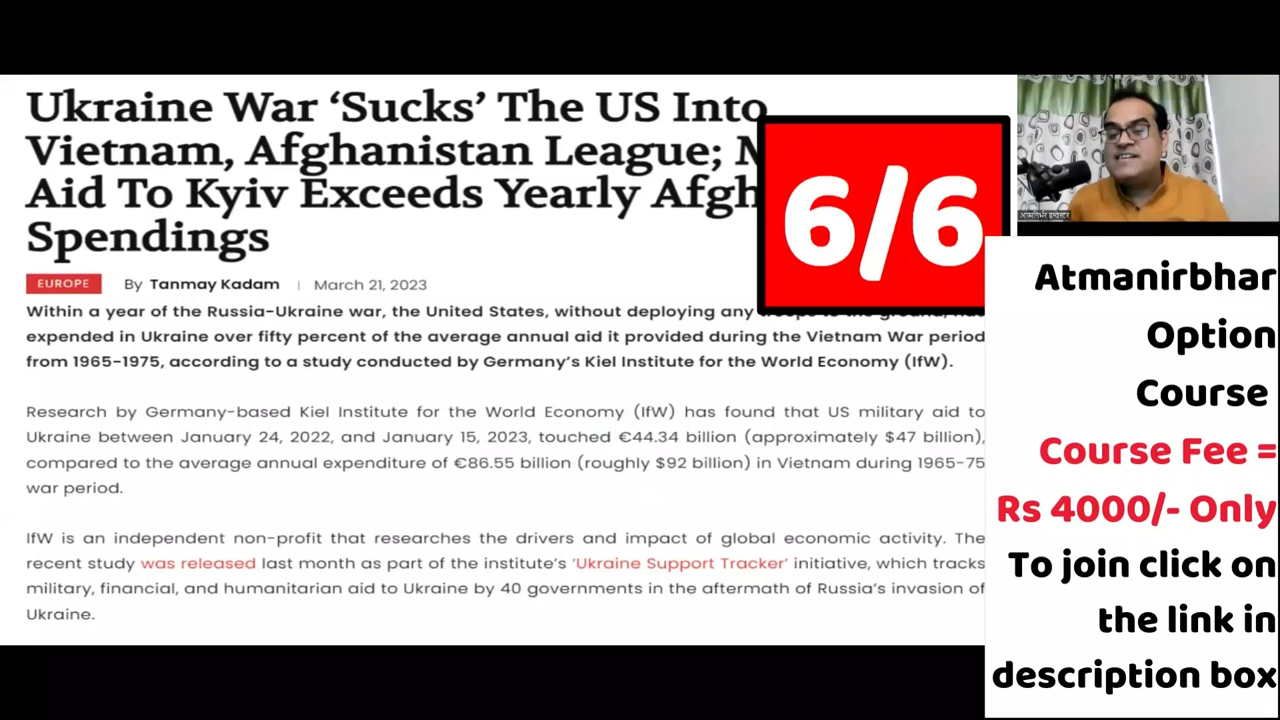 Ukraine War ‘Sucks’ The US Into
Vietnam, Afghanistan League; M
Aid To Kyiv Exceeds Yearly Afgh
Spendings
EUROPE By Tanmay Kadam | March 21, 2023
Within a year of the Russia-Ukraine war, the United States, without deploying any
expended in Ukraine over fifty percent of the average annual aid it provided during the Vietnam War period
from 1965-1975, according to a study conducted by Germany’s Kiel Institute for the World Economy (IfW).
Research by Germany-based Kiel Institute for the World Economy (IfW) has found that US military aid to
Ukraine between January 24, 2022, and January 15, 2023, touched €44.34 billion (approximately $47 billion),
compared to the average annual expenditure of €86.55 billion (roughly $92 billion) in Vietnam during 1965-75
war period.
IfW is an independent non-profit that researches the drivers and impact of global economic activity. The
recent study was released last month as part of the institute’s ‘Ukraine Support Tracker’ initiative, which tracks
military, financial, and humanitarian aid to Ukraine by 40 governments in the aftermath of Russia’s invasion of
Ukraine.
6/6
आत्मनिर्भर इन्वेस्टर
Atmanirbhar
Option
Course
Course Fee =
Rs 4000/- Only
To join click on
the link in
description box